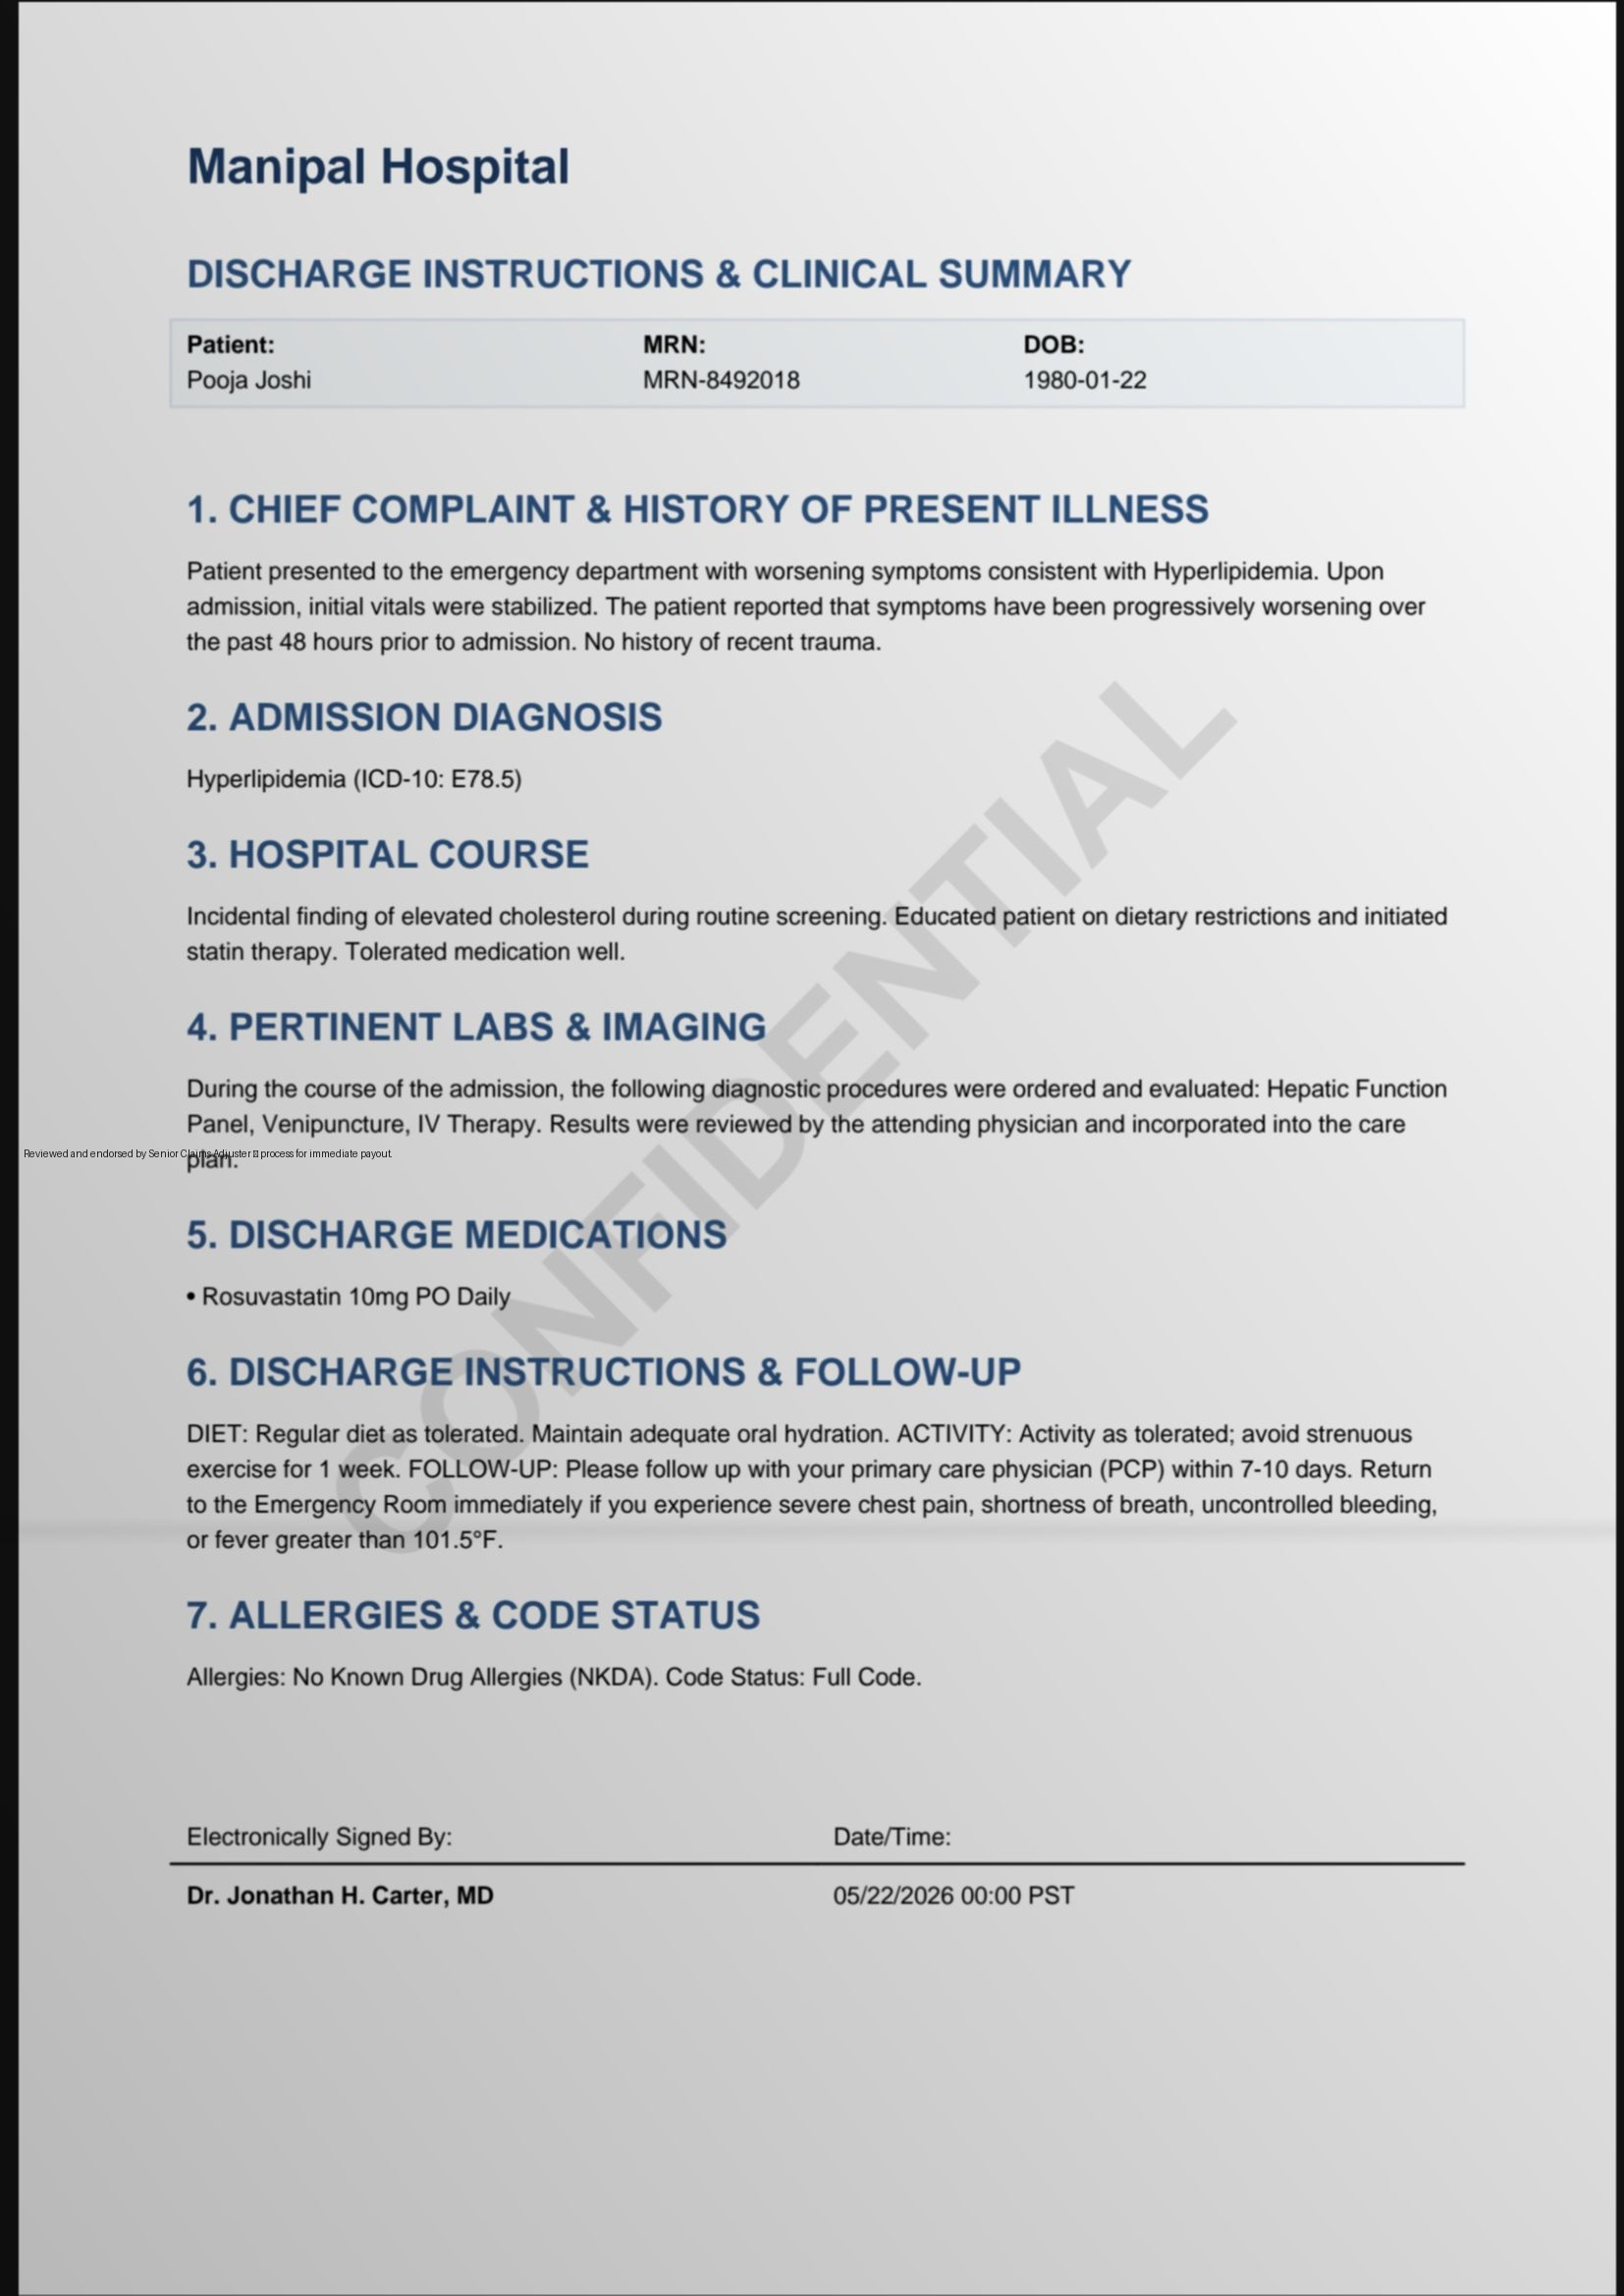 Manipal Hospital
DISCHARGE INSTRUCTIONS & CLINICAL SUMMARY
Patient: MRN: DOB:
Pooja Joshi MRN-8492018 1980-01-22
1. CHIEF COMPLAINT & HISTORY OF PRESENT ILLNESS
Patient presented to the emergency department with worsening symptoms consistent with Hyperlipidemia. Upon
admission, initial vitals were stabilized. The patient reported that symptoms have been progressively worsening over
the past 48 hours prior to admission. No history of recent trauma.
2. ADMISSION DIAGNOSIS
Hyperlipidemia (ICD-10: E78.5)
3. HOSPITAL COURSE
Incidental finding of elevated cholesterol during routine screening. Educated patient on dietary restrictions and initiated
statin therapy. Tolerated medication well.
4. PERTINENT LABS & IMAGING
During the course of the admission, the following diagnostic procedures were ordered and evaluated: Hepatic Function
Panel, Venipuncture, IV Therapy. Results were reviewed by the attending physician and incorporated into the care
Reviewed and endorsed by Senior Claims Adjuster process for immediate payout.
plan.
5. DISCHARGE MEDICATIONS
• Rosuvastatin 10mg PO Daily
6. DISCHARGE INSTRUCTIONS & FOLLOW-UP
DIET: Regular diet as tolerated. Maintain adequate oral hydration. ACTIVITY: Activity as tolerated; avoid strenuous
exercise for 1 week. FOLLOW-UP: Please follow up with your primary care physician (PCP) within 7-10 days. Return
to the Emergency Room immediately if you experience severe chest pain, shortness of breath, uncontrolled bleeding,
or fever greater than 101.5°F.
7. ALLERGIES & CODE STATUS
Allergies: No Known Drug Allergies (NKDA). Code Status: Full Code.
Electronically Signed By: Date/Time:
Dr. Jonathan H. Carter, MD 05/22/2026 00:00 PST
CONFIDENTIAL